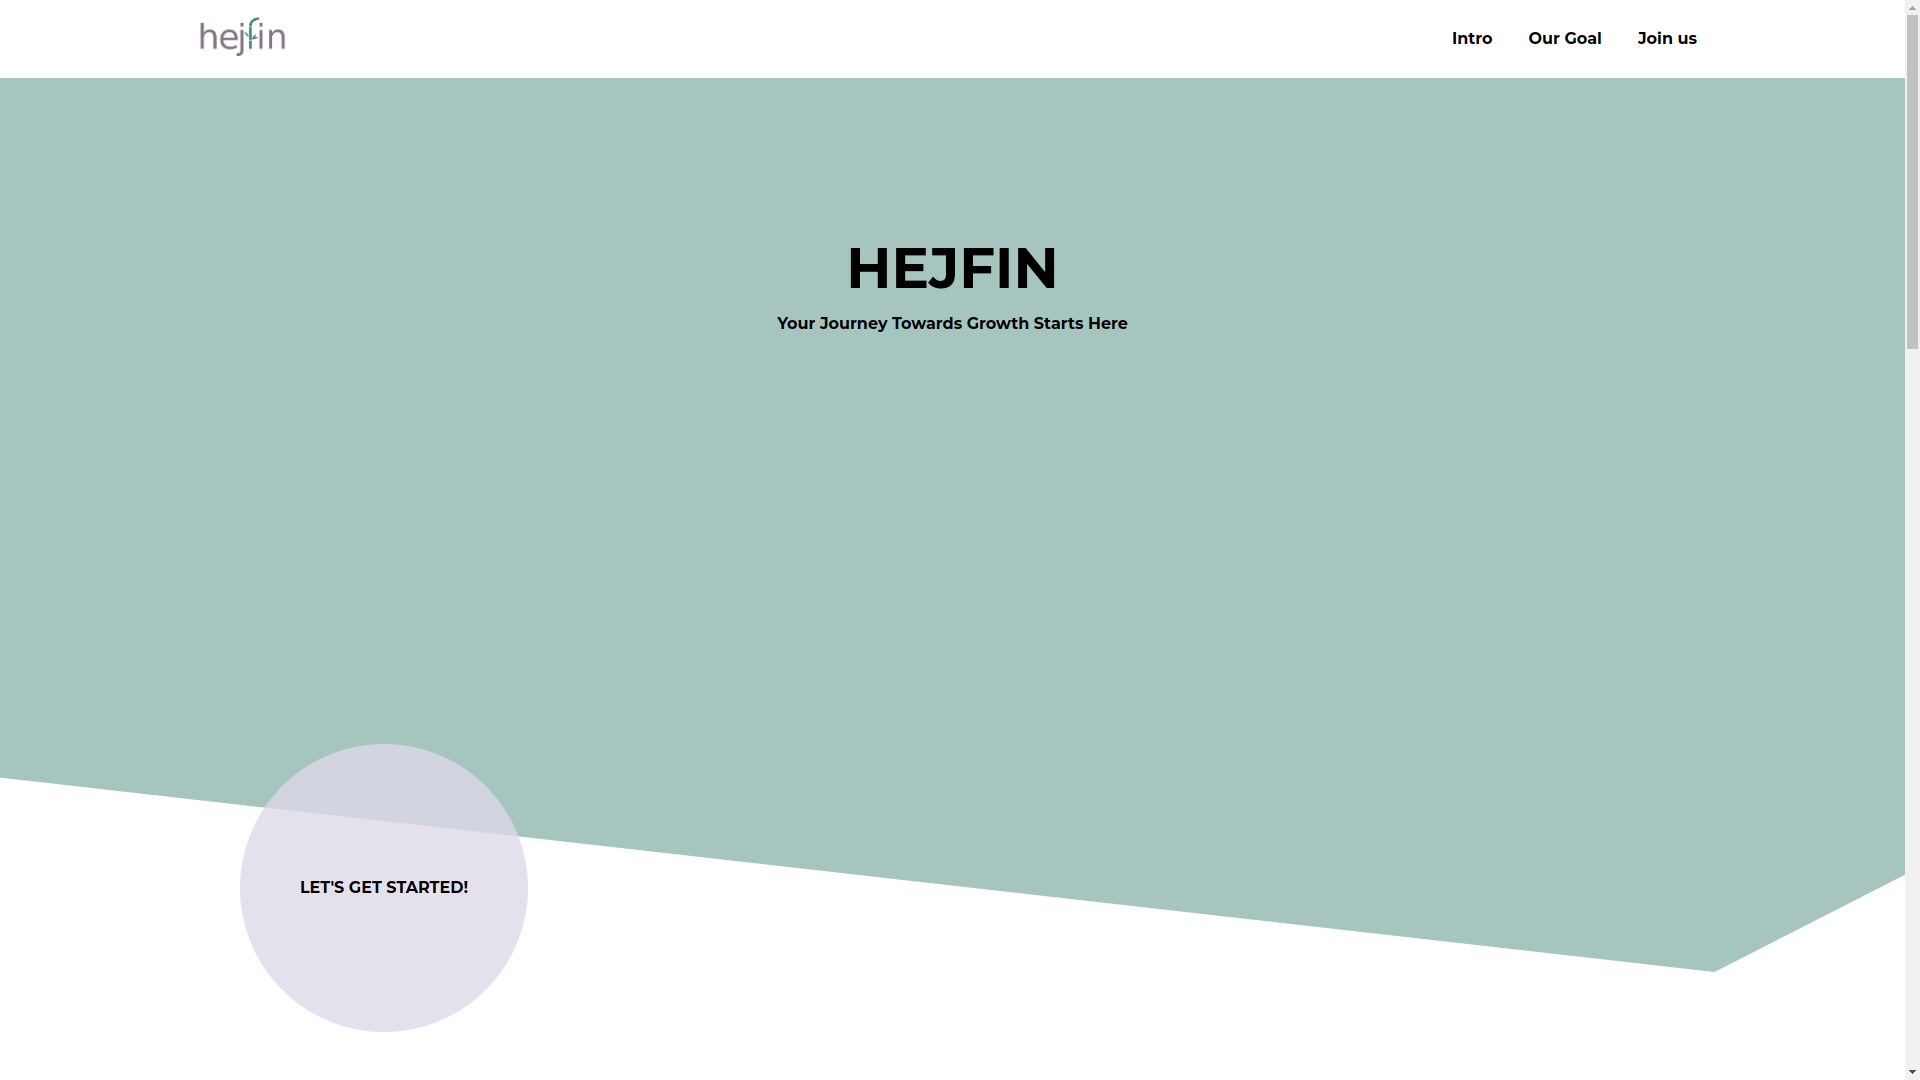 hejfin
Intro
Our Goal
Join us
HEJFIN
Your Journey Towards Growth Starts Here
LET'S GET STARTED!